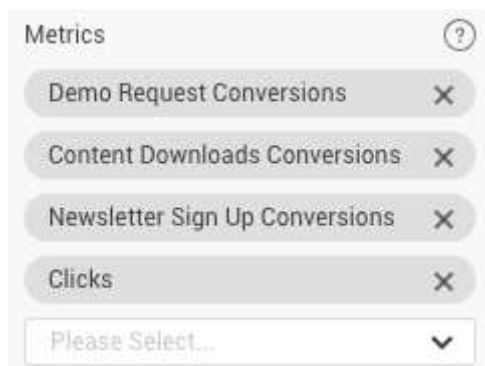 Metrics
?
Demo Request Conversions
Content Downloads Conversions
Newsletter Sign Up Conversions
Clicks
Please Select...